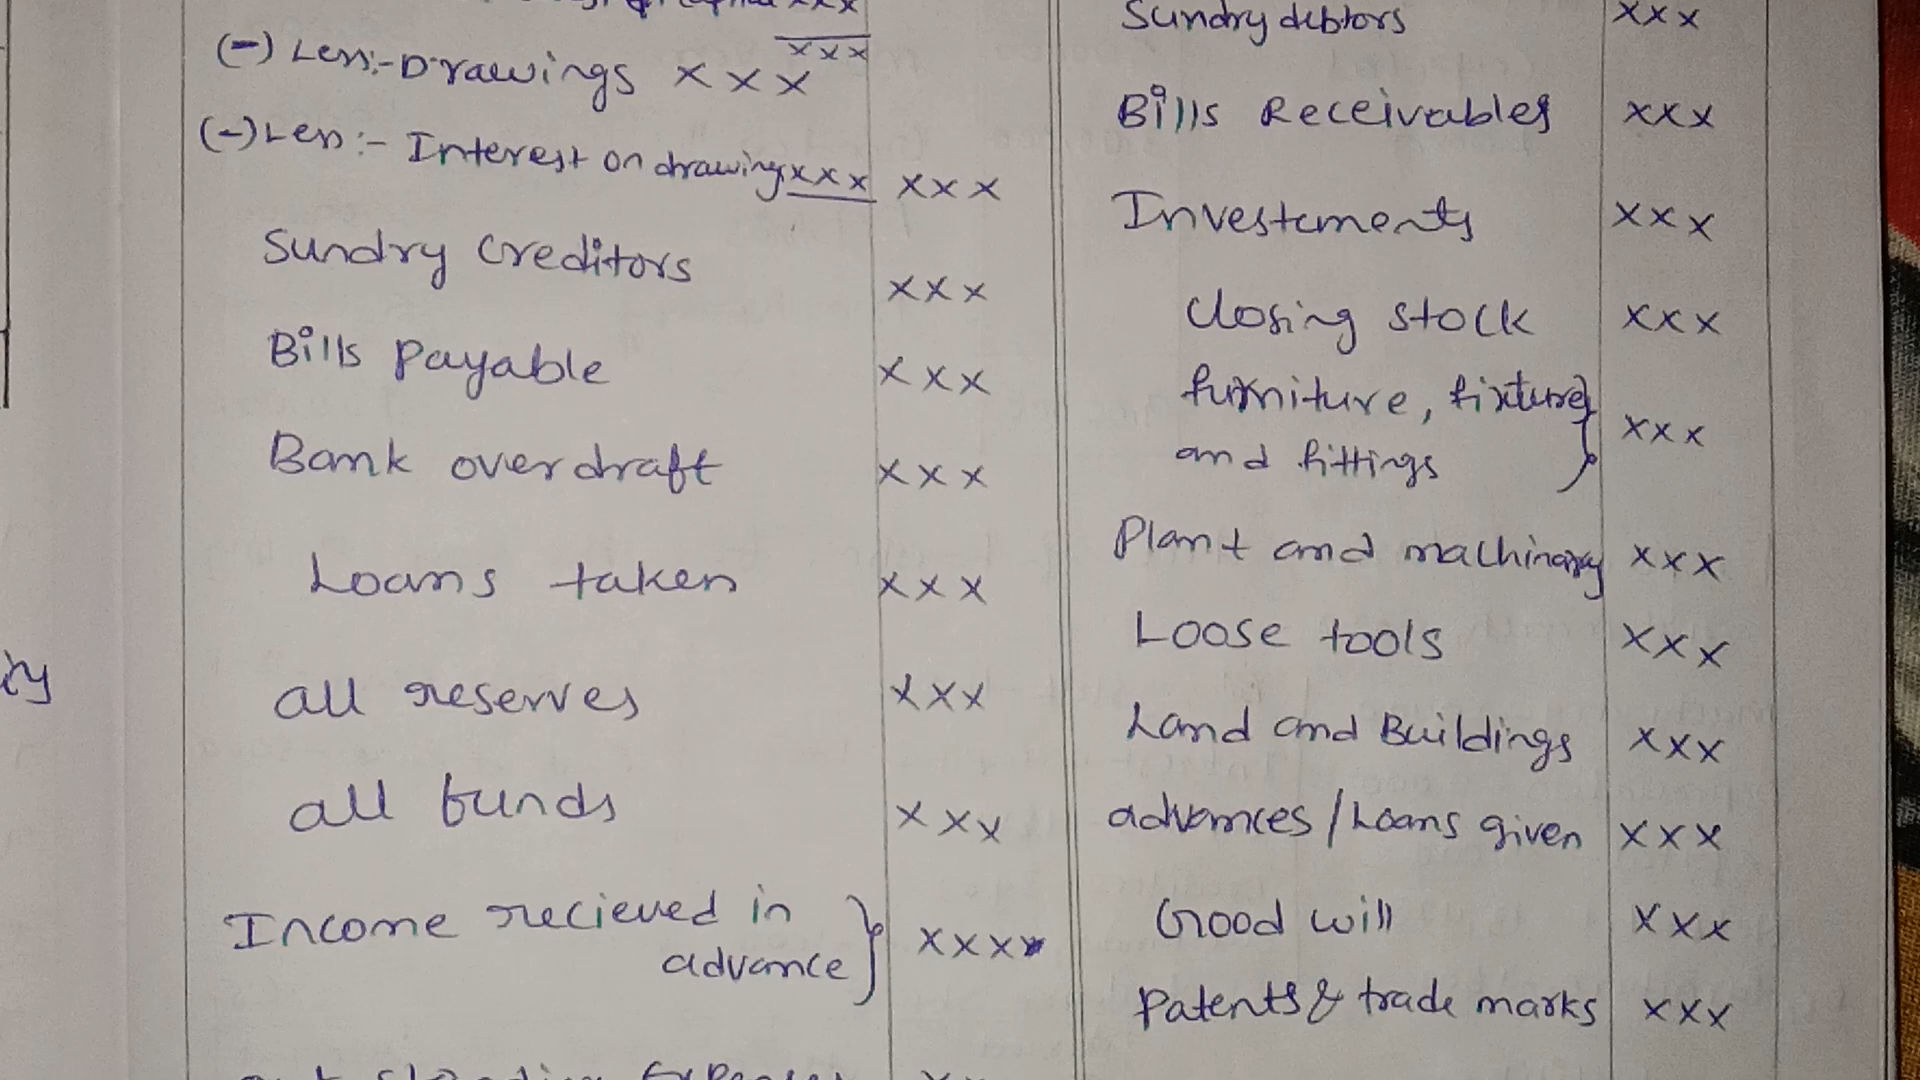 xxx
xxx
(-) Less:- Drawings xxx
(-) Less:- Interest on drawings xxx xxx
Sundry Creditors xxx
Bills Payable xxx
Bank overdraft xxx
Loans taken xxx
all reserves xxx
all funds xxx
Income recieved in
advance } xxxx
Expenses
Sundry debtors xxx
Bills Receivables xxx
Investements xxx
Closing stock xxx
furniture, fixtures
and fittings } xxx
Plant and machinary xxx
Loose tools xxx
Land and Buildings xxx
advances / Loans given xxx
Good will xxx
Patents & trade marks xxx